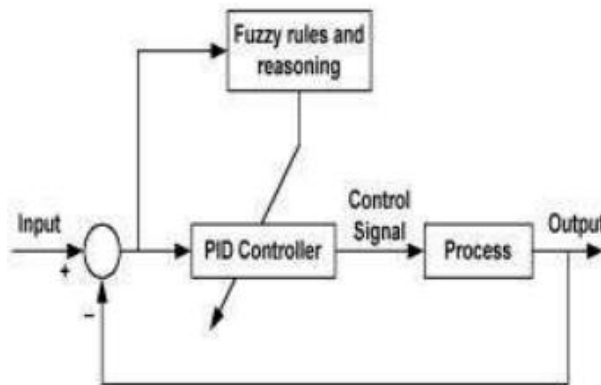 Fuzzy rules and
reasoning
Input
+
−
PID Controller
Control
Signal
Process
Output